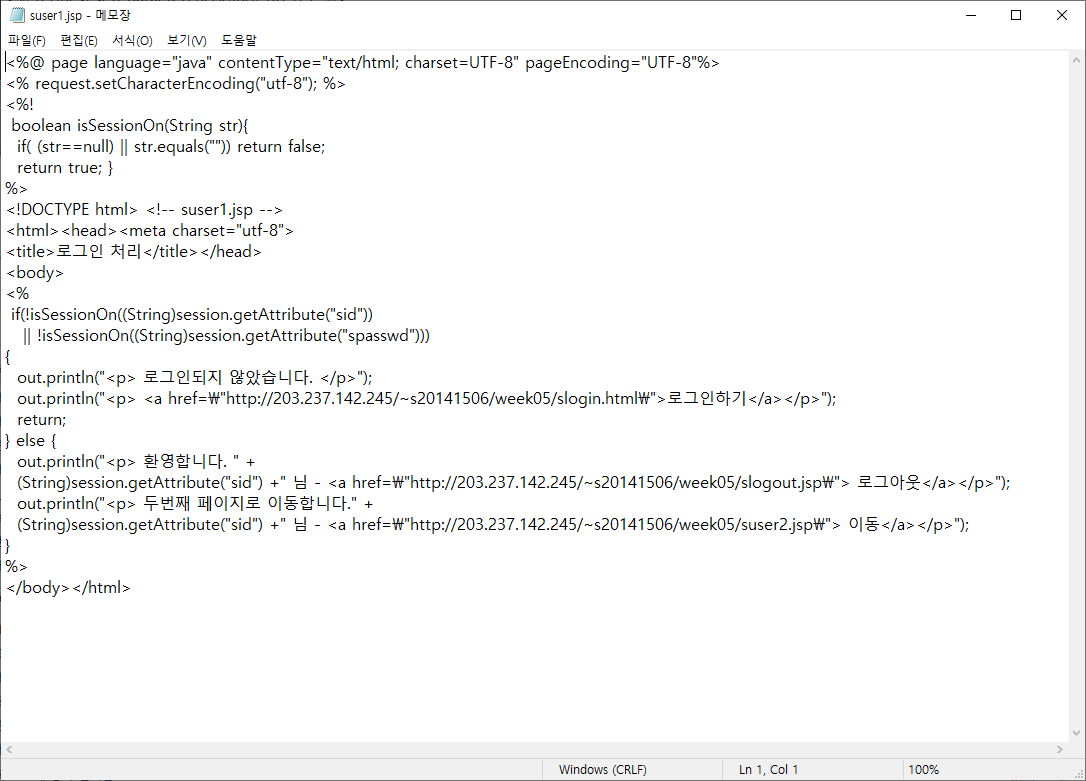 suser1.jsp - 메모장
파일(F) 편집(E) 서식(O) 보기(V) 도움말
<%@ page language="java" contentType="text/html; charset=UTF-8" pageEncoding="UTF-8"%>
<% request.setCharacterEncoding("utf-8"); %>
<%!
 boolean isSessionOn(String str){
  if( (str==null) || str.equals("")) return false;
  return true; }
%>
<!DOCTYPE html> <!-- suser1.jsp -->
<html><head><meta charset="utf-8">
<title>로그인 처리</title></head>
<body>
<%
 if(!isSessionOn((String)session.getAttribute("sid"))
   || !isSessionOn((String)session.getAttribute("spasswd")))
{
  out.println("<p> 로그인되지 않았습니다. </p>");
  out.println("<p> <a href=₩"http://203.237.142.245/~s20141506/week05/slogin.html₩">로그인하기</a></p>");
  return;
} else {
  out.println("<p> 환영합니다. " +
  (String)session.getAttribute("sid") +" 님 - <a href=₩"http://203.237.142.245/~s20141506/week05/slogout.jsp₩"> 로그아웃</a></p>");
  out.println("<p> 두번째 페이지로 이동합니다." +
  (String)session.getAttribute("sid") +" 님 - <a href=₩"http://203.237.142.245/~s20141506/week05/suser2.jsp₩"> 이동</a></p>");
}
%>
</body></html>
Windows (CRLF) Ln 1, Col 1 100%